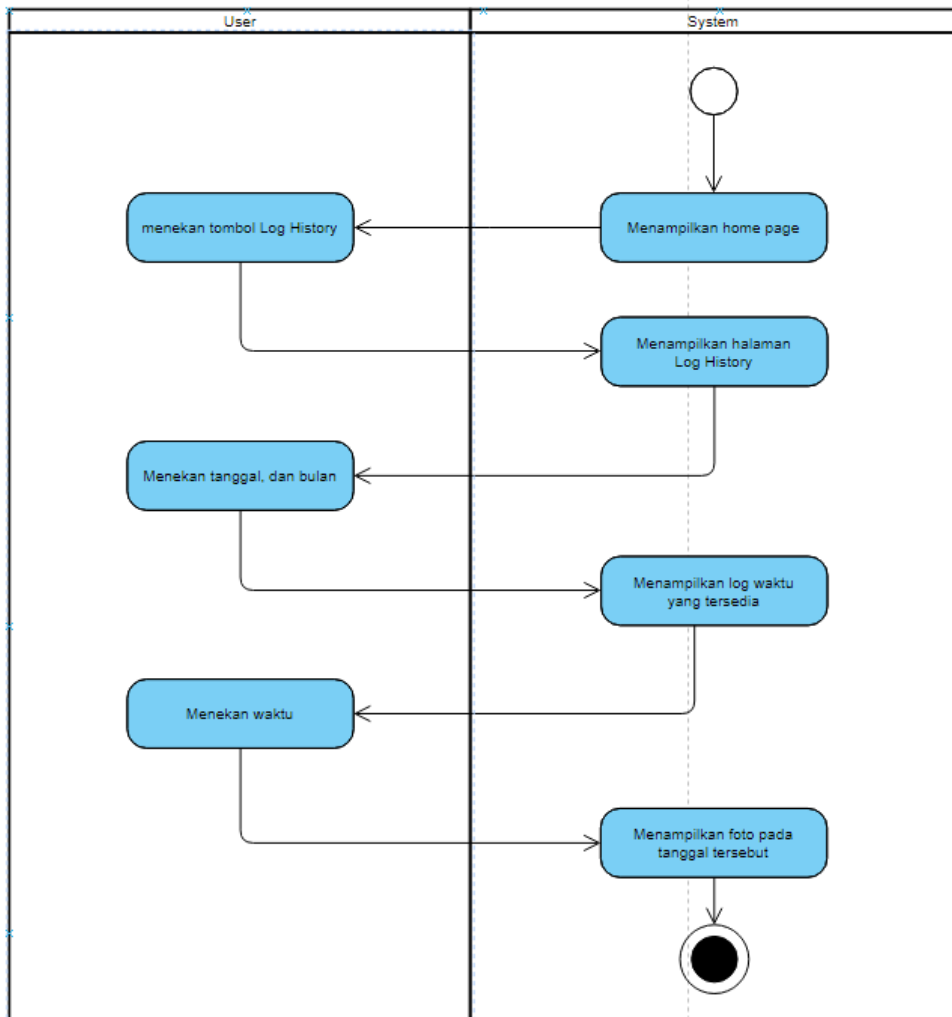 User
System
menekan tombol Log History
Menampilkan home page
Menampilkan halaman
Log History
Menekan tanggal, dan bulan
Menampilkan log waktu
yang tersedia
Menekan waktu
Menampilkan foto pada
tanggal tersebut